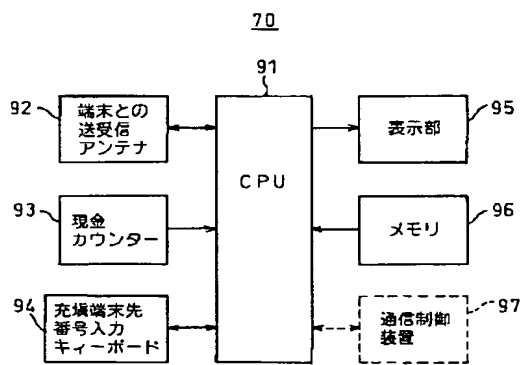 70
91
92
端末との
送受信
アンテナ
CPU
表示部
95
93
現金
カウンター
メモリ
96
94
充填端末先
番号入力
キィーボード
通信制御
装置
97